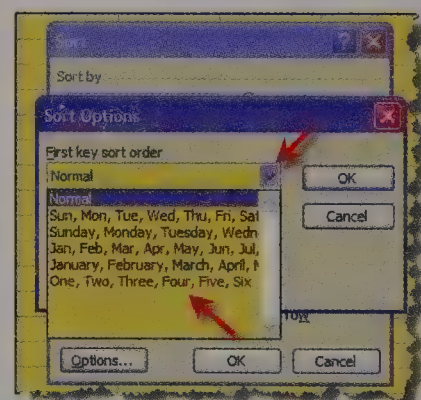 Sort
Sort by
Sort Options
First key sort order
Normal
OK
Normal
Sun, Mon, Tue, Wed, Thu, Fri, Sat
Cancel
Sunday, Monday, Tuesday, Wedn
Jan, Feb, Mar, Apr, May, Jun, Jul,
January, February, March, April, M
One, Two, Three, Four, Five, Six
row
Options...
OK
Cancel